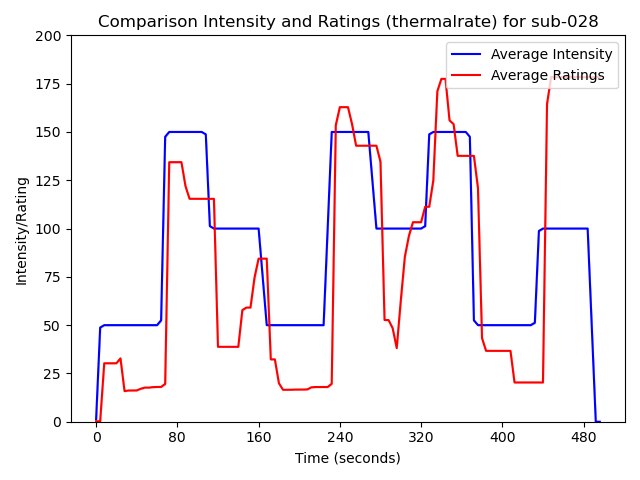 Comparison Intensity and Ratings (thermalrate) for sub-028
Average Intensity
Average Ratings
Intensity/Rating
200
175
150
125
100
75
50
25
0
0 80 160 240 320 400 480
Time (seconds)